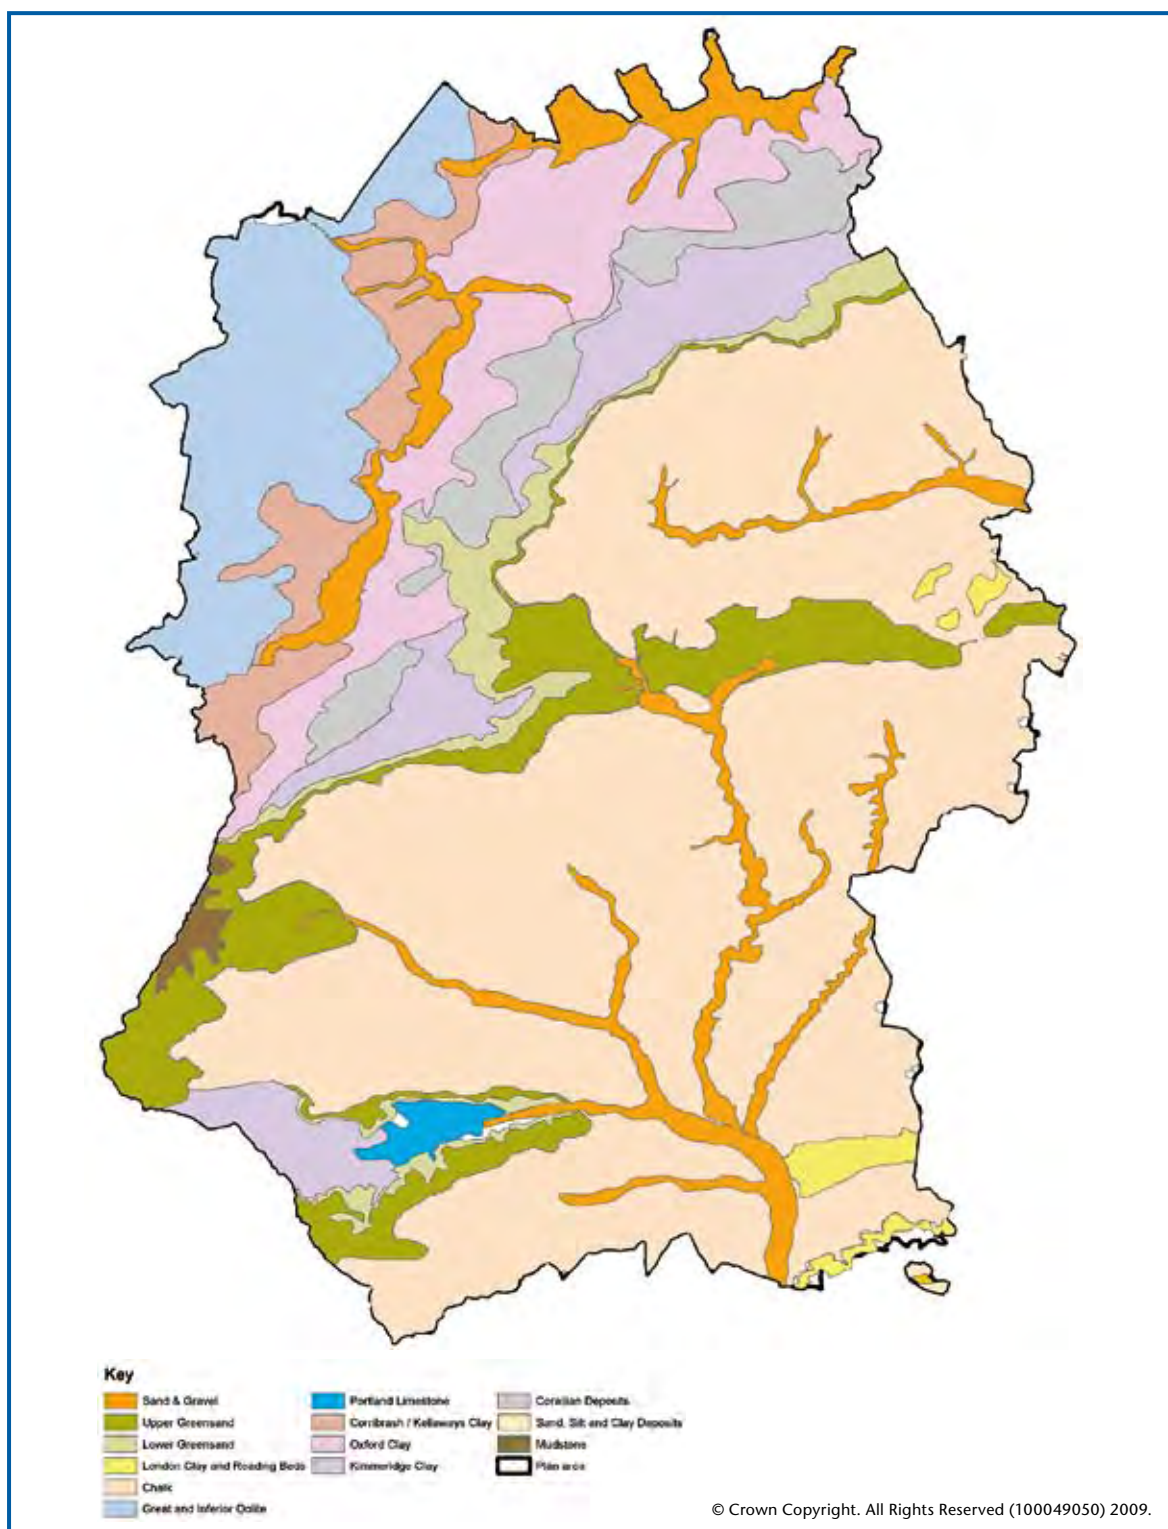 Key
Sand & Gravel
Upper Greensand
Lower Greensand
London Clay and Reading Beds
Chalk
Great and Inferior Oolite
Portland Limestone
Cornbrash / Kellaways Clay
Oxford Clay
Kimmeridge Clay
Corallian Deposits
Sand, Silt and Clay Deposits
Mudstone
Plan area
© Crown Copyright. All Rights Reserved (100049050) 2009.